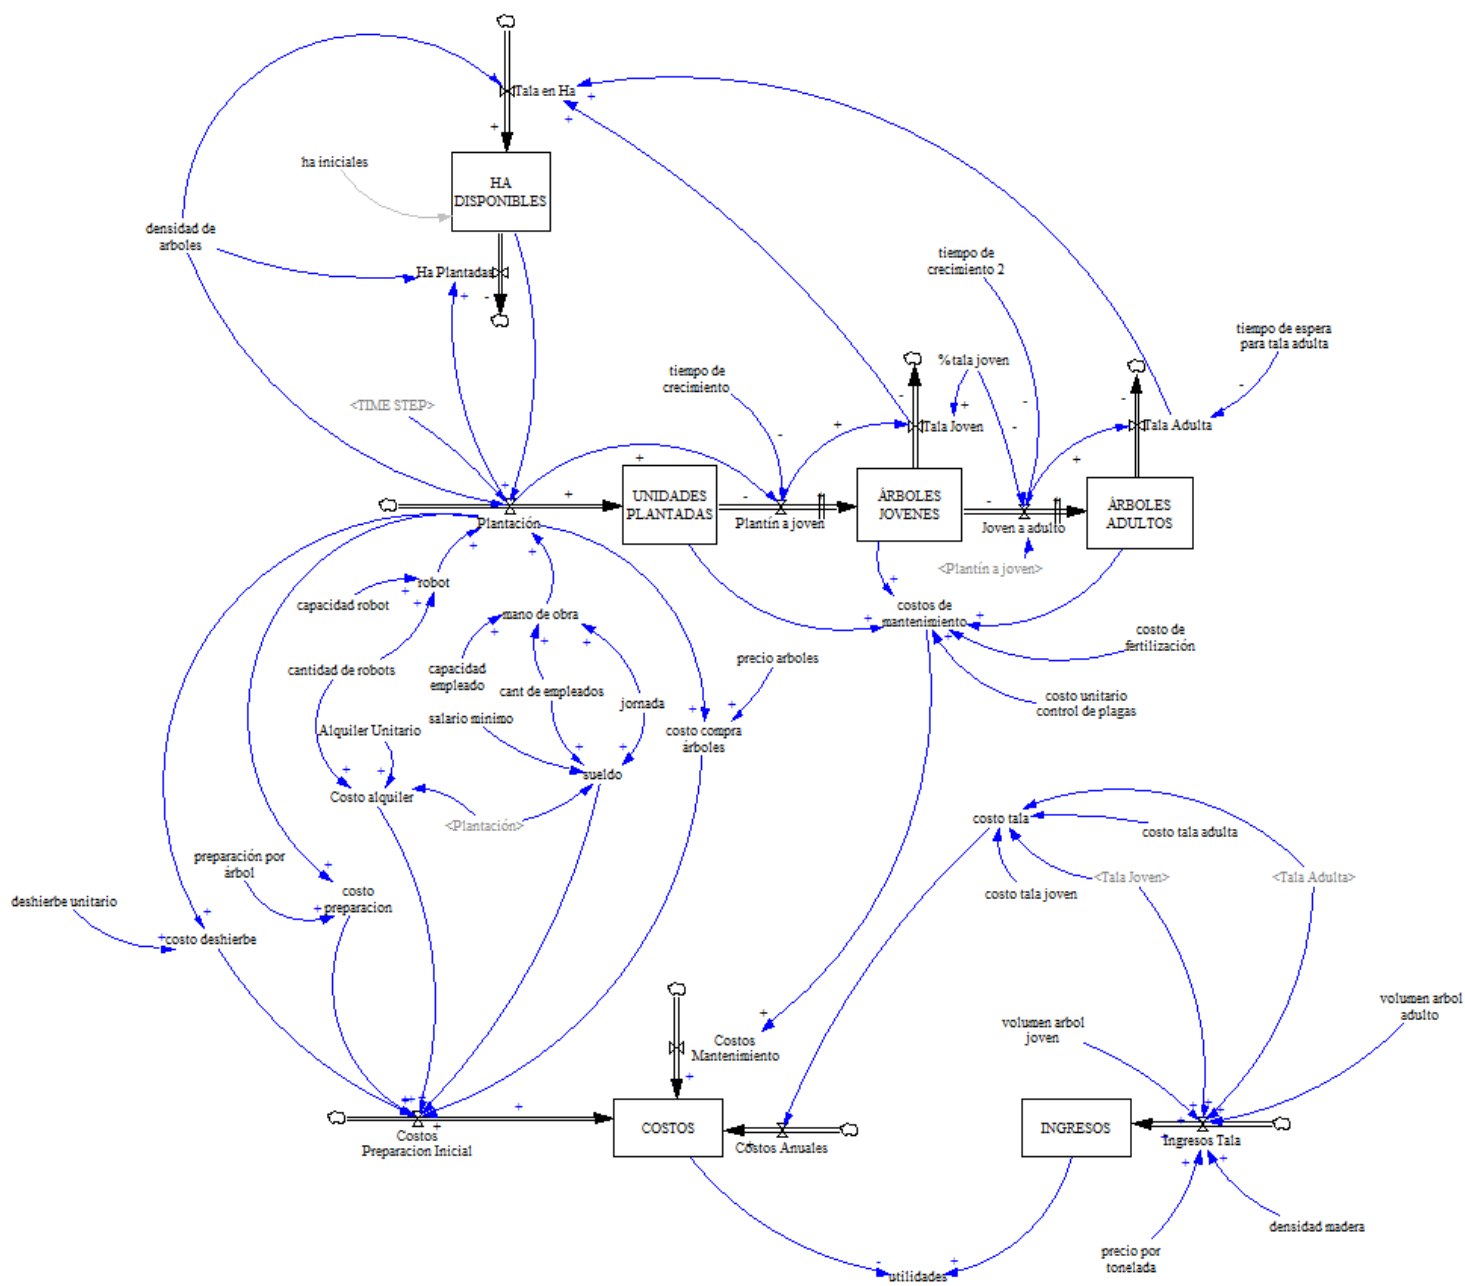 Tala en Ha
ha iniciales
HA
DISPONIBLES
densidad de
arboles
Ha Plantadas
tiempo de
crecimiento 2
tiempo de espera
para tala adulta
% tala joven
tiempo de
crecimiento
<TIME STEP>
Tala Joven
Tala Adulta
UNIDADES
PLANTADAS
ÁRBOLES
JOVENES
ÁRBOLES
ADULTOS
Plantación
Plantín a joven
Joven a adulto
<Plantín a joven>
robot
capacidad robot
mano de obra
costos de
mantenimiento
costo de
fertilización
cantidad de robots
capacidad
empleado
precio arboles
cant de empleados
jornada
costo unitario
control de plagas
salario minimo
Alquiler Unitario
costo compra
árboles
sueldo
Costo alquiler
<Plantación>
costo tala
costo tala adulta
preparación por
árbol
<Tala Joven>
<Tala Adulta>
costo
preparacion
costo tala joven
deshierbe unitario
costo deshierbe
volumen arbol
adulto
volumen arbol
joven
Costos
Mantenimiento
COSTOS
INGRESOS
Costos
Preparacion Inicial
Costos Anuales
Ingresos Tala
densidad madera
precio por
tonelada
utilidades